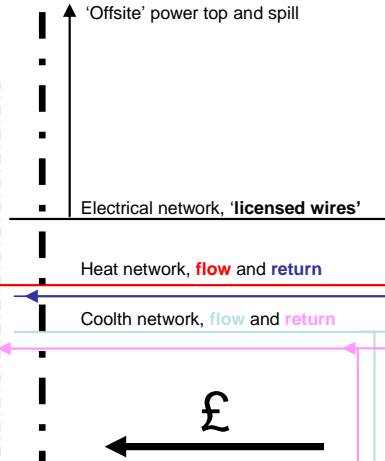 ‘Offsite’ power top and spill
Electrical network, ‘licensed wires’
Heat network, flow and return
Coolth network, flow and return
£